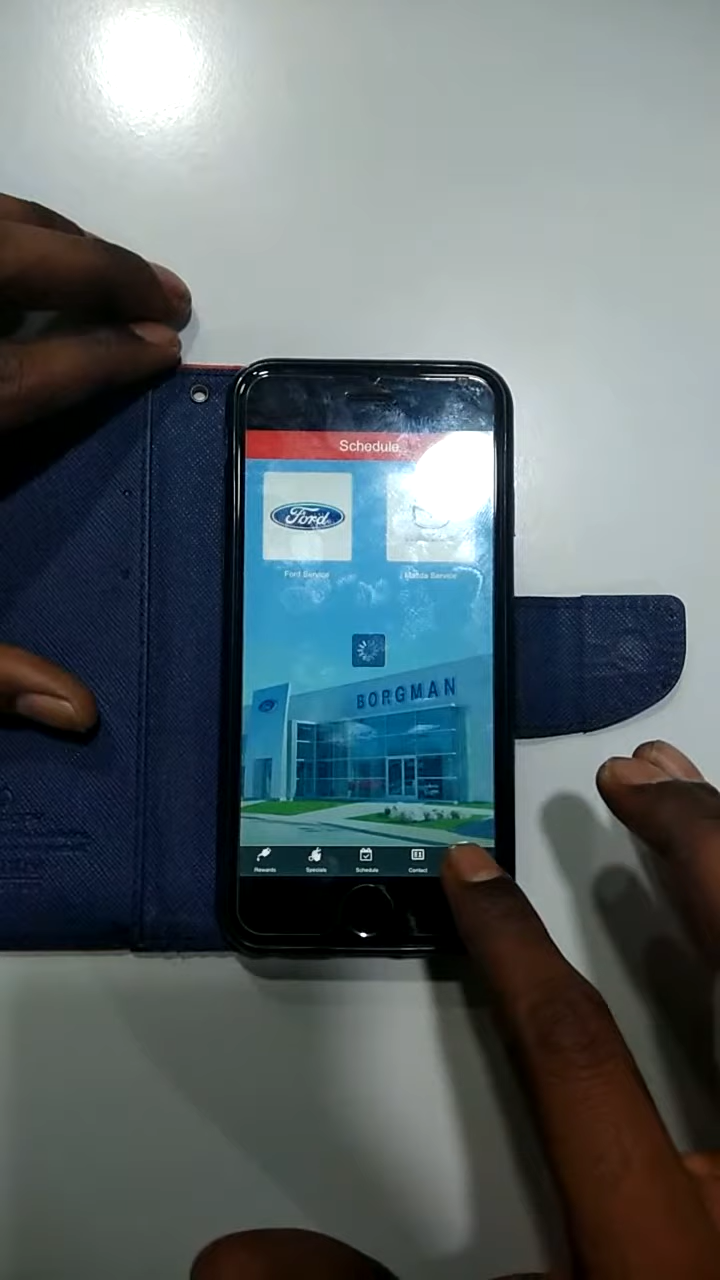 Schedule
Ford
Ford Service
Mazda Service
BORGMAN
Rewards
Specials
Schedule
Contact